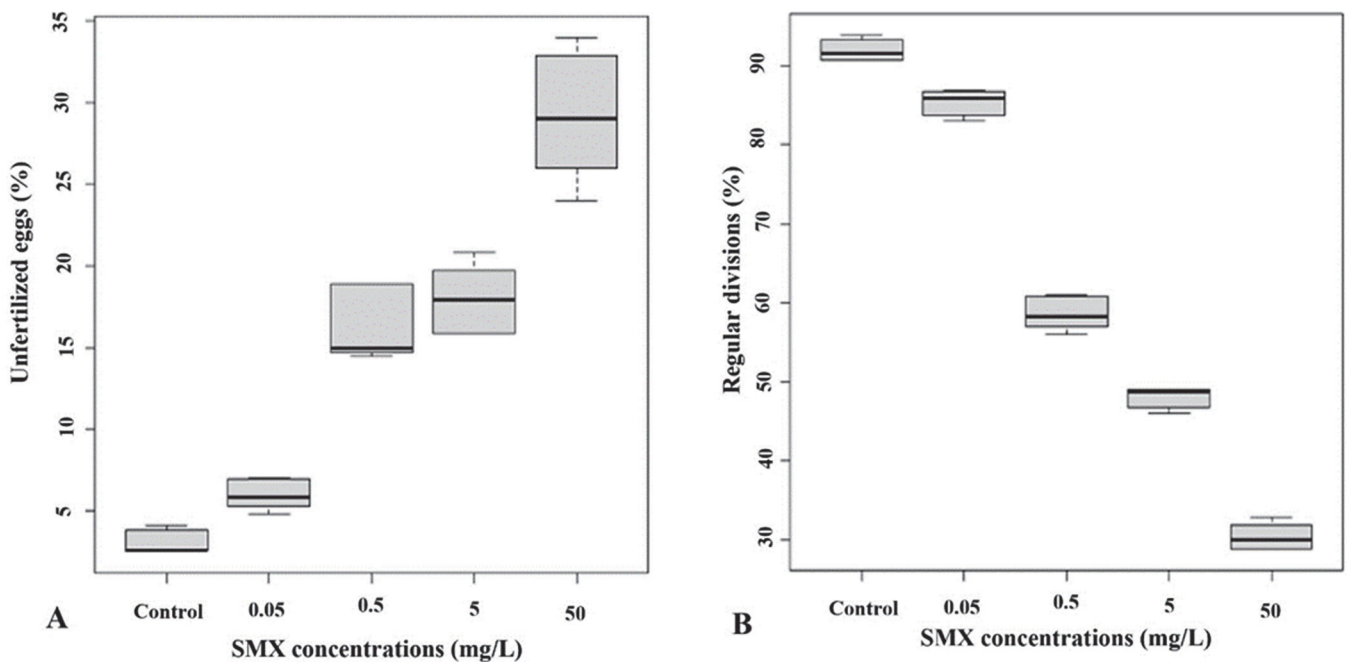 Unfertilized eggs (%)
35
30
25
20
15
10
5
Control 0.05 0.5 5 50
SMX concentrations (mg/L)
A
Regular divisions (%)
90
80
70
60
50
40
30
Control 0.05 0.5 5 50
SMX concentrations (mg/L)
B